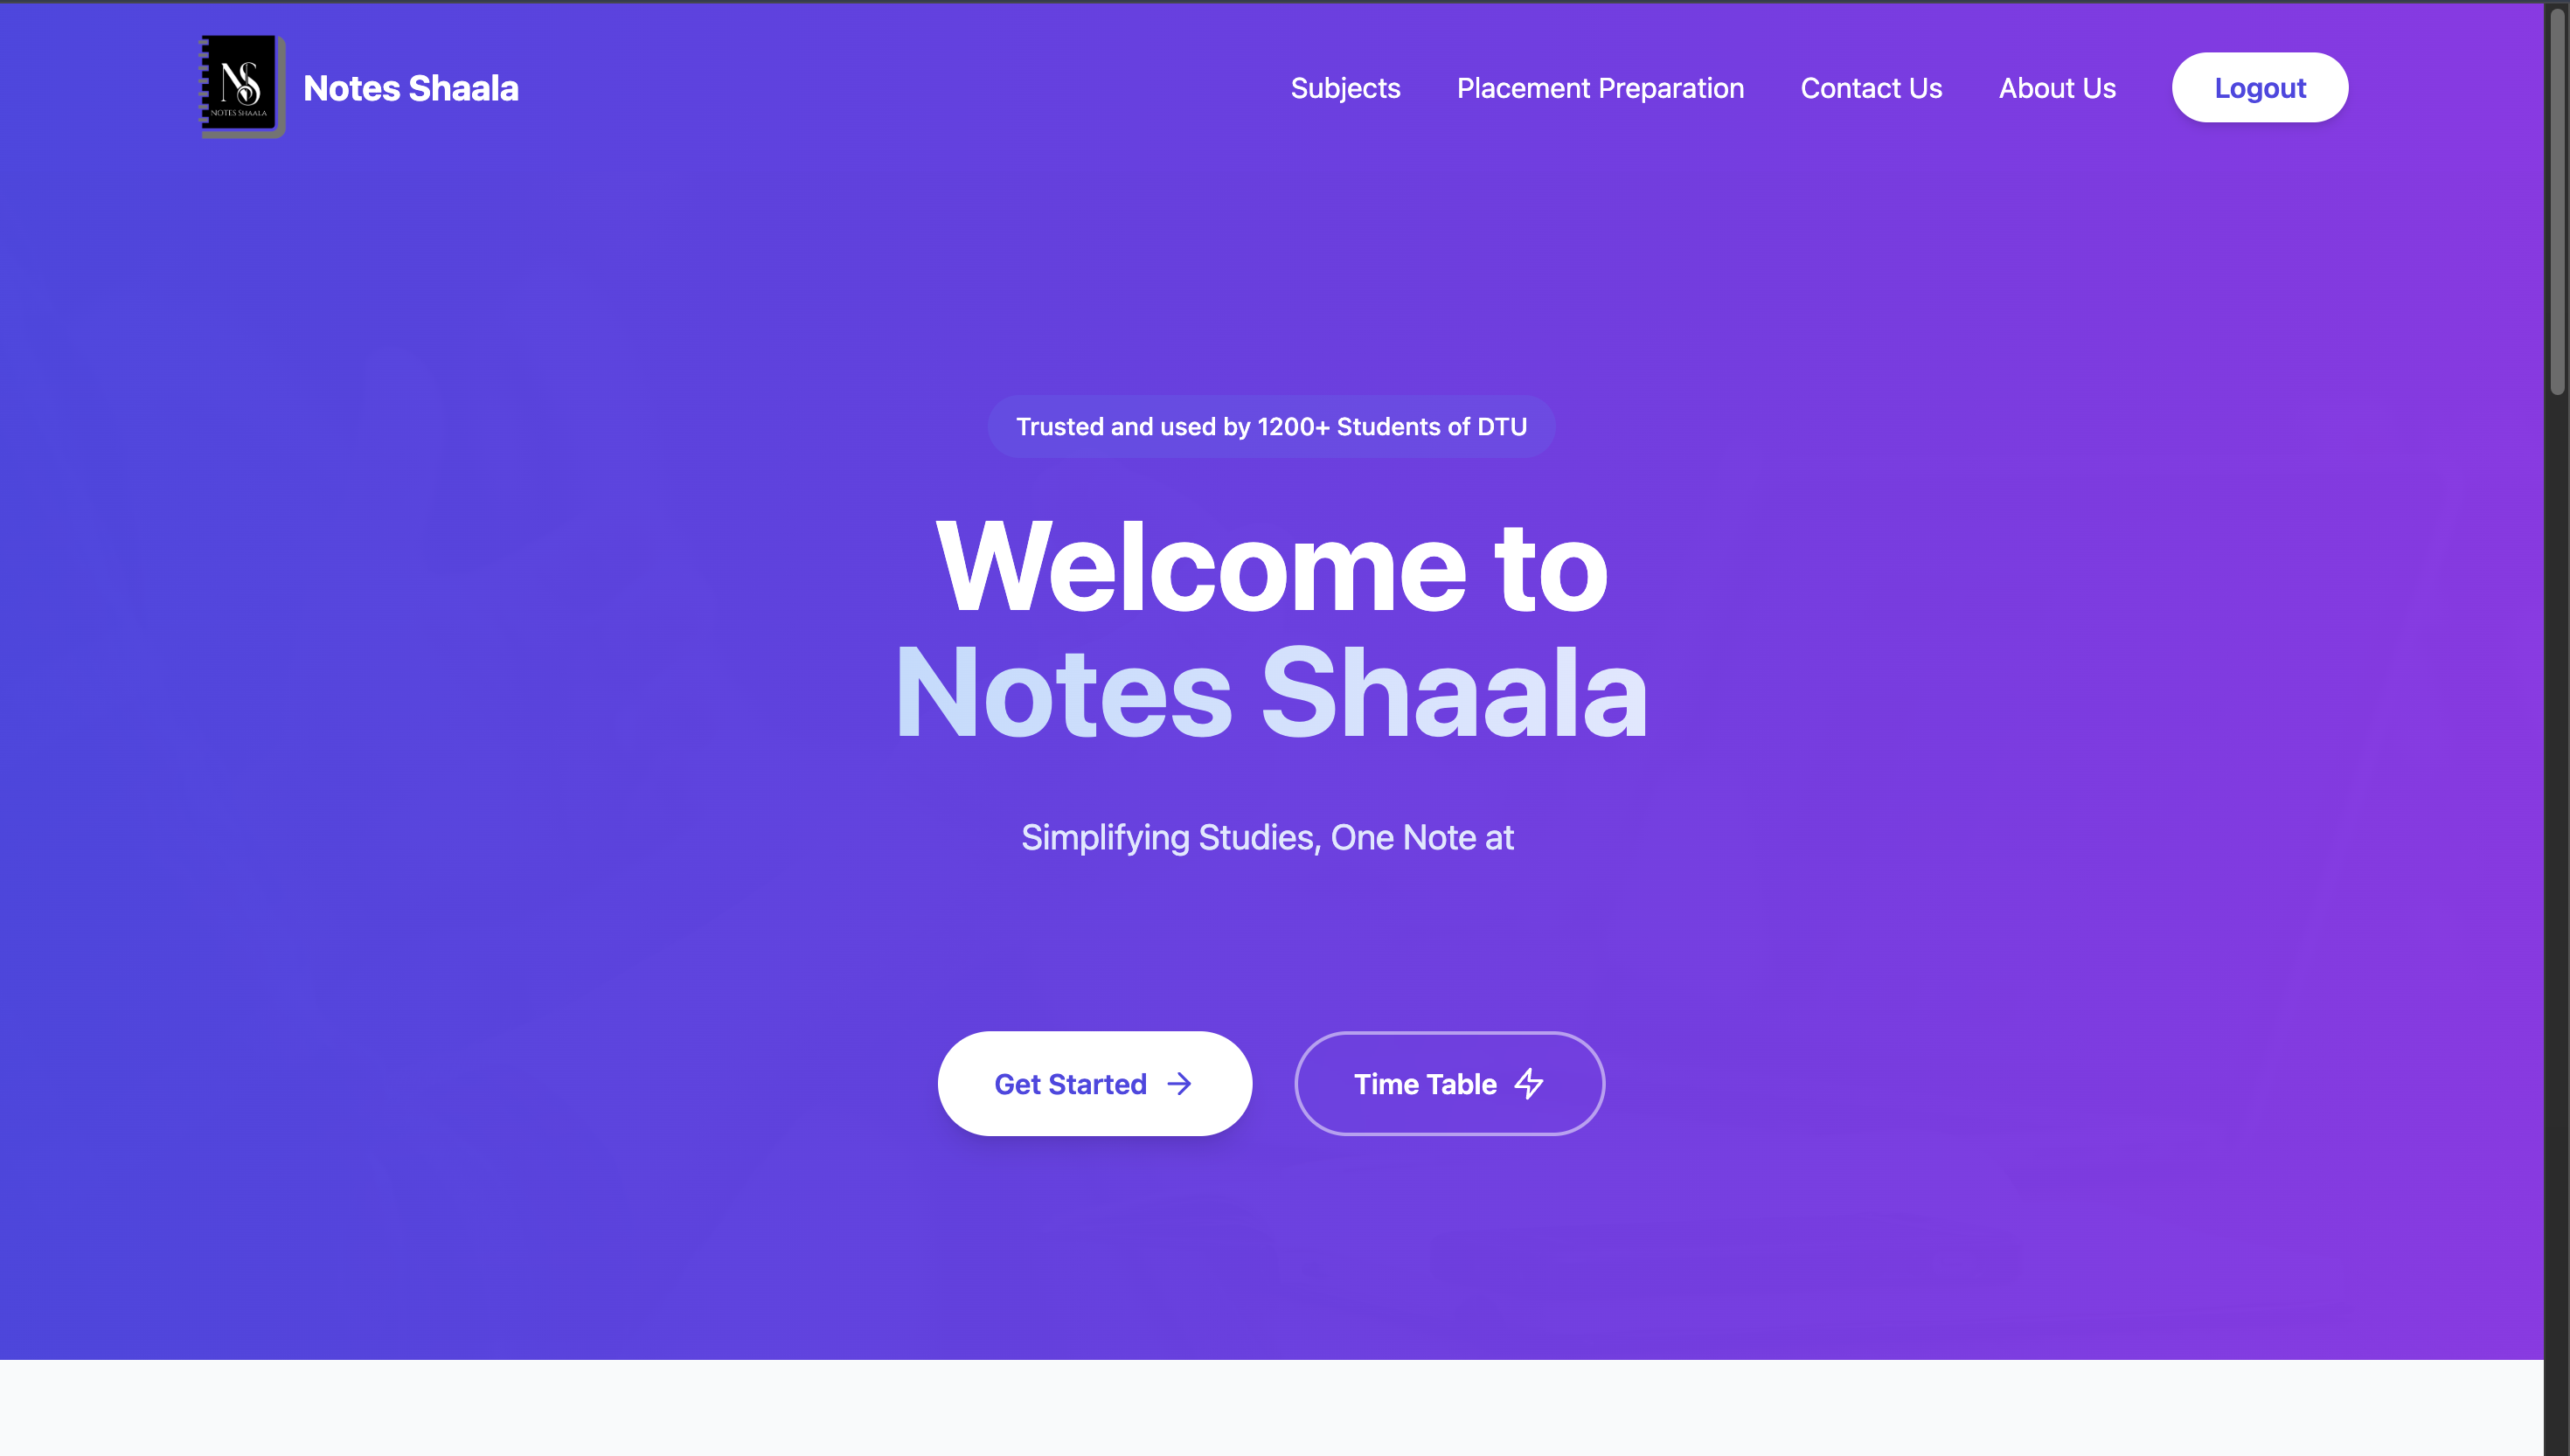 NS
NOTES SHAALA
Notes Shaala
Subjects
Placement Preparation
Contact Us
About Us
Logout
Trusted and used by 1200+ Students of DTU
Welcome to
Notes Shaala
Simplifying Studies, One Note at
Get Started
Time Table